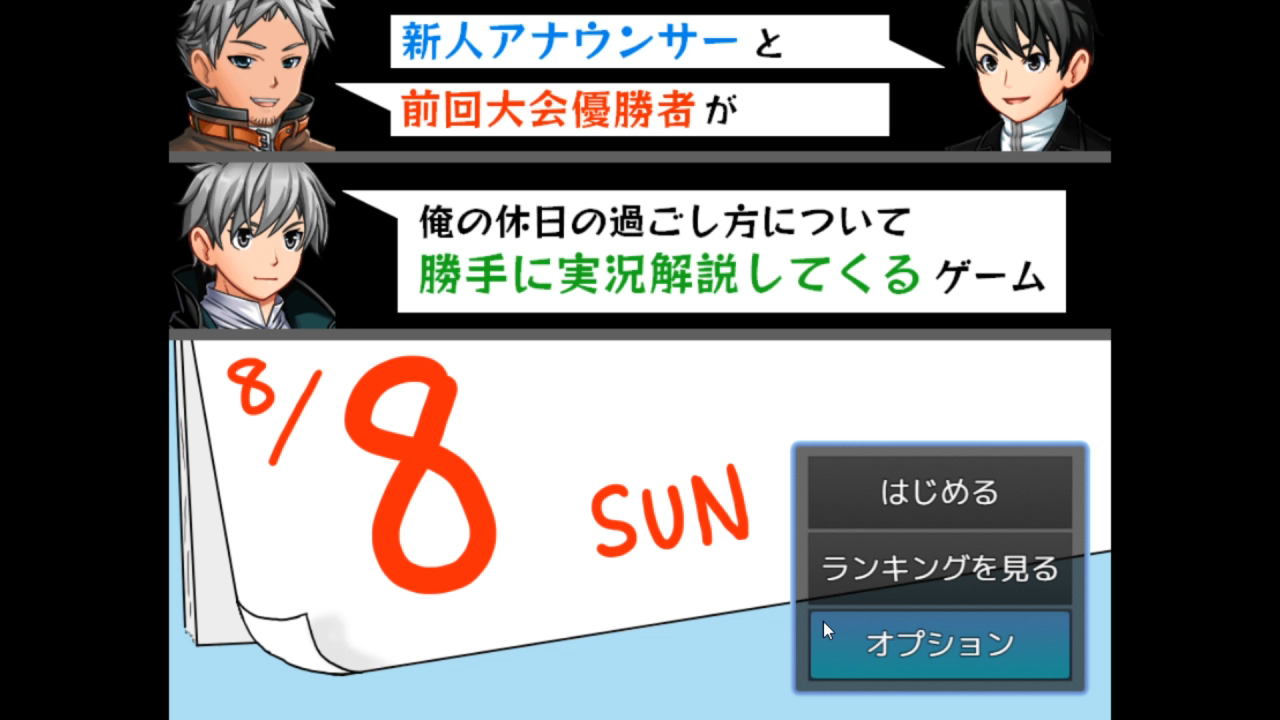 新人アナウンサー と
前回大会優勝者 が
俺の休日の過ごし方について
勝手に実況解説してくる ゲーム
8/8 SUN
はじめる
ランキングを見る
オプション